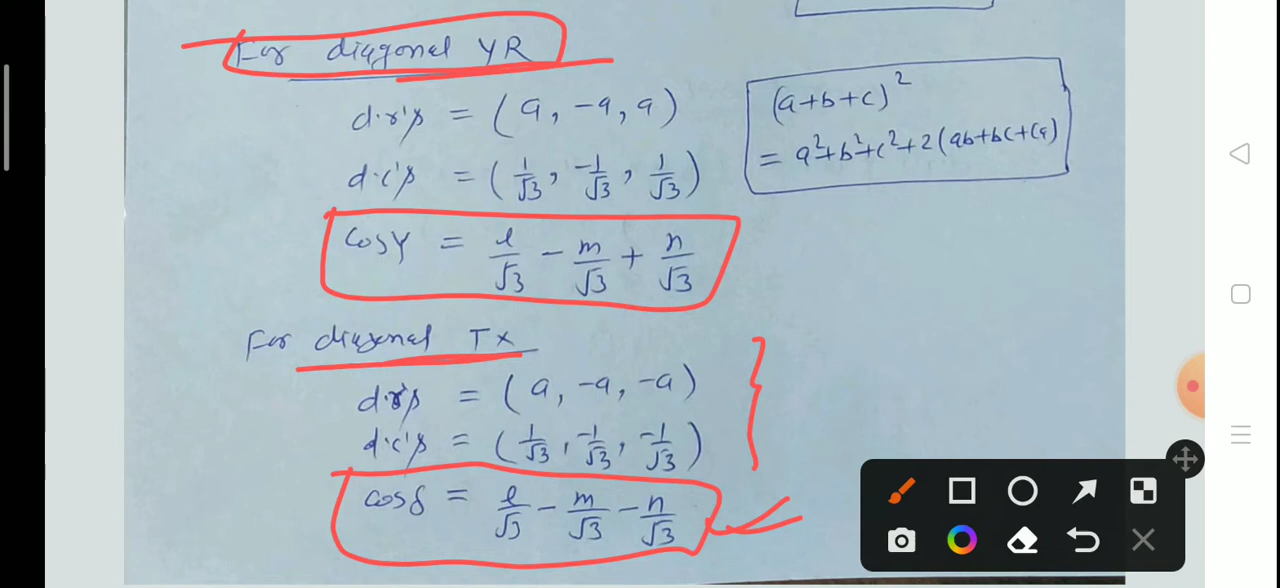 For diagonal YR
d.r's = (a, -a, a)
d.c's = (1/√3, -1/√3, 1/√3)
cosγ = l/√3 - m/√3 + n/√3
(a+b+c)²
= a²+b²+c²+2(ab+bc+ca)
For diagonal TX
d.r's = (a, -a, -a)
d.c's = (1/√3, -1/√3, -1/√3)
cosδ = l/√3 - m/√3 - n/√3